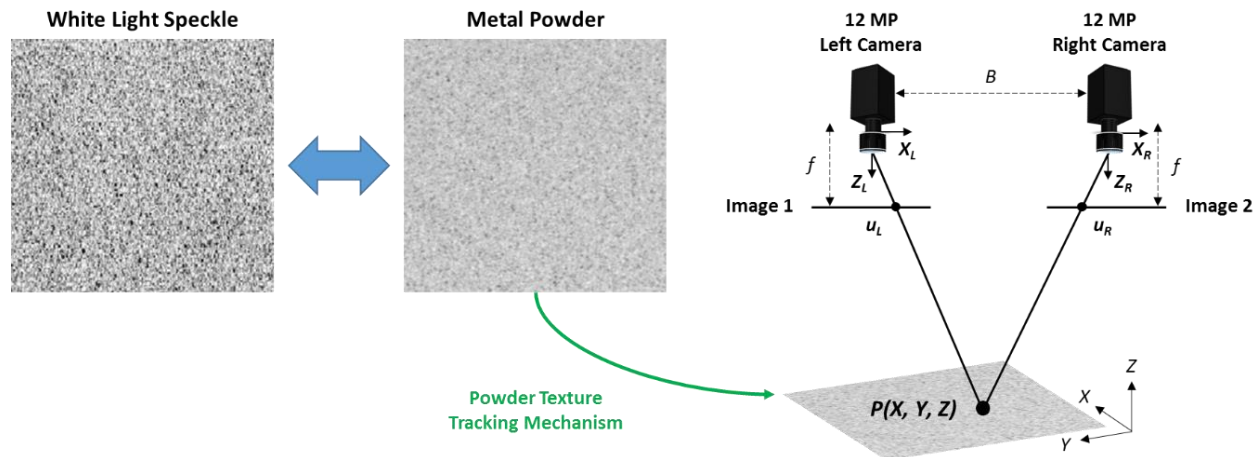 White Light Speckle
Metal Powder
12 MP
Left Camera
12 MP
Right Camera
B
X_L
X_R
f
f
Z_L
Z_R
Image 1
Image 2
u_L
u_R
Powder Texture
Tracking Mechanism
P(X, Y, Z)
Z
X
Y